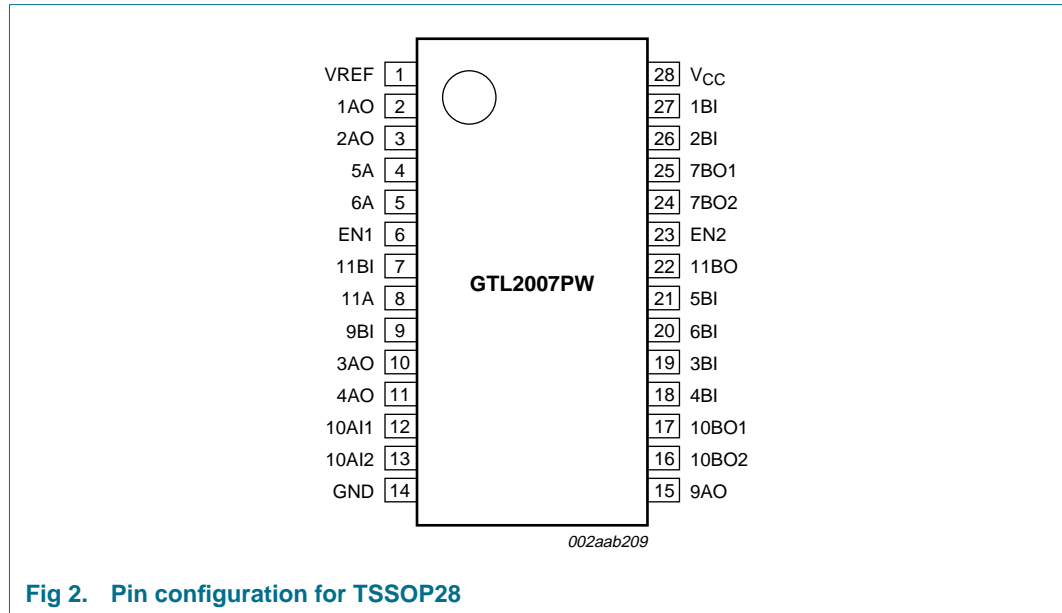 VREF 1 28 VCC
1AO 2 27 1BI
2AO 3 26 2BI
5A 4 25 7BO1
6A 5 24 7BO2
EN1 6 23 EN2
11BI 7 22 11BO
GTL2007PW
11A 8 21 5BI
9BI 9 20 6BI
3AO 10 19 3BI
4AO 11 18 4BI
10AI1 12 17 10BO1
10AI2 13 16 10BO2
GND 14 15 9AO
002aab209
Fig 2. Pin configuration for TSSOP28